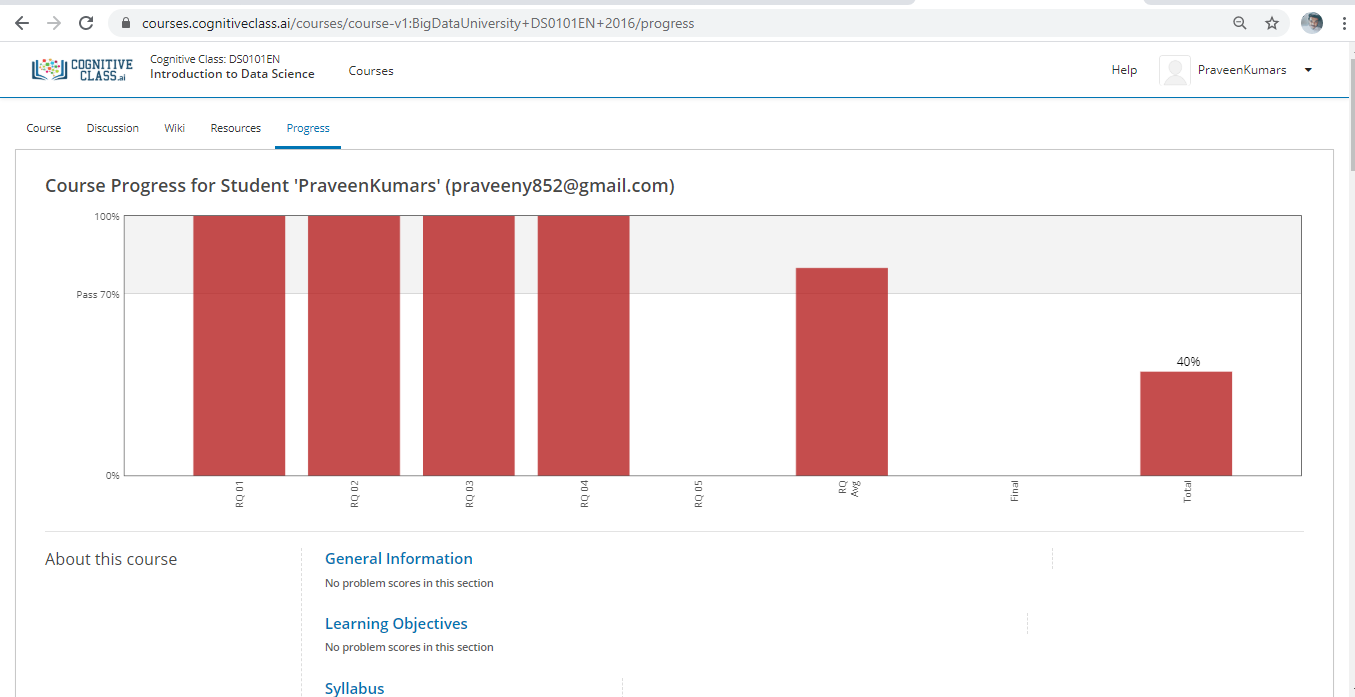 courses.cognitiveclass.ai/courses/course-v1:BigDataUniversity+DS0101EN+2016/progress
COGNITIVE
CLASS.ai
Cognitive Class: DS0101EN
Introduction to Data Science
Courses
Help
PraveenKumars
Course
Discussion
Wiki
Resources
Progress
Course Progress for Student 'PraveenKumars' (praveeny852@gmail.com)
100%
Pass 70%
0%
40%
RQ 01
RQ 02
RQ 03
RQ 04
RQ 05
RQ
Avg
Final
Total
About this course
General Information
No problem scores in this section
Learning Objectives
No problem scores in this section
Syllabus